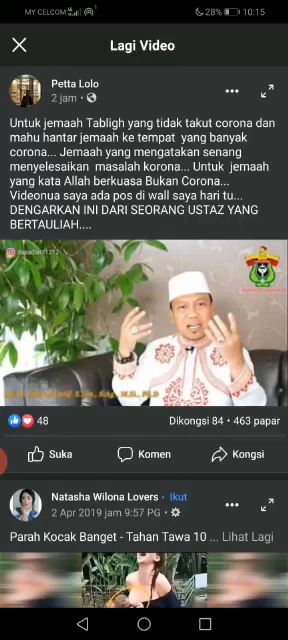 MY CELCOM
28% 10:15
Lagi Video
Petta Lolo
2 jam
Untuk jemaah Tabligh yang tidak takut corona dan
mahu hantar jemaah ke tempat yang banyak
corona... Jemaah yang mengatakan senang
menyelesaikan masalah korona... Untuk jemaah
yang kata Allah berkuasa Bukan Corona...
Videonua saya ada pos di wall saya hari tu...
DENGARKAN INI DARI SEORANG USTAZ YANG
BERTAULIAH....
48
Dikongsi 84 • 463 papar
Suka
Komen
Kongsi
Natasha Wilona Lovers • Ikut
2 Apr 2019 jam 9:57 PG
Parah Kocak Banget - Tahan Tawa 10 ... Lihat Lagi